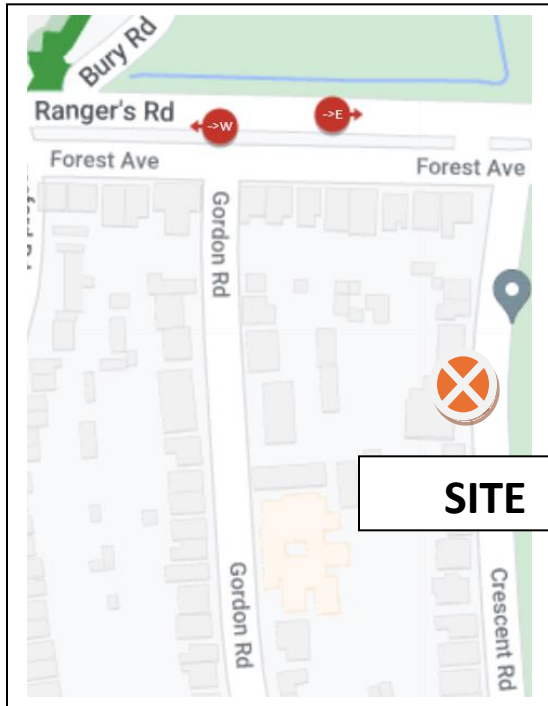 Bury Rd
Ranger's Rd
->W
->E
Forest Ave
Forest Ave
Gordon Rd
SITE
Gordon Rd
Crescent Rd